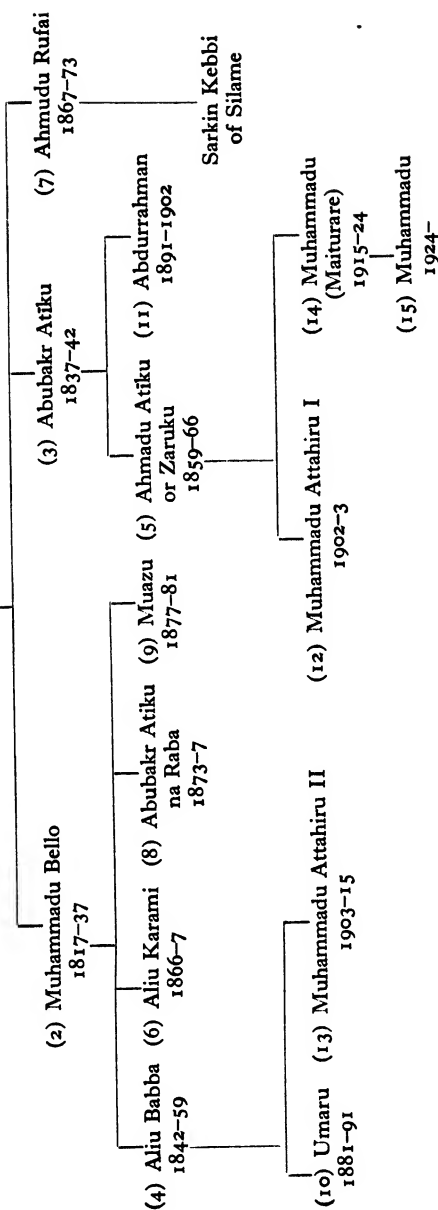 (2) Muhammadu Bello
1817–37
(3) Abubakr Atiku
1837–42
(7) Ahmudu Rufai
1867–73
(4) Aliu Babba
1842–59
(6) Aliu Karami
1866–7
(8) Abubakr Atiku
na Raba
1873–7
(9) Muazu
1877–81
(5) Ahmadu Atiku
or Zaruku
1859–66
(11) Abdurrahman
1891–1902
Sarkin Kebbi
of Silame
(10) Umaru
1881–91
(13) Muhammadu Attahiru II
1903–15
(12) Muhammadu Attahiru I
1902–3
(14) Muhammadu
(Maiturare)
1915–24
(15) Muhammadu
1924–